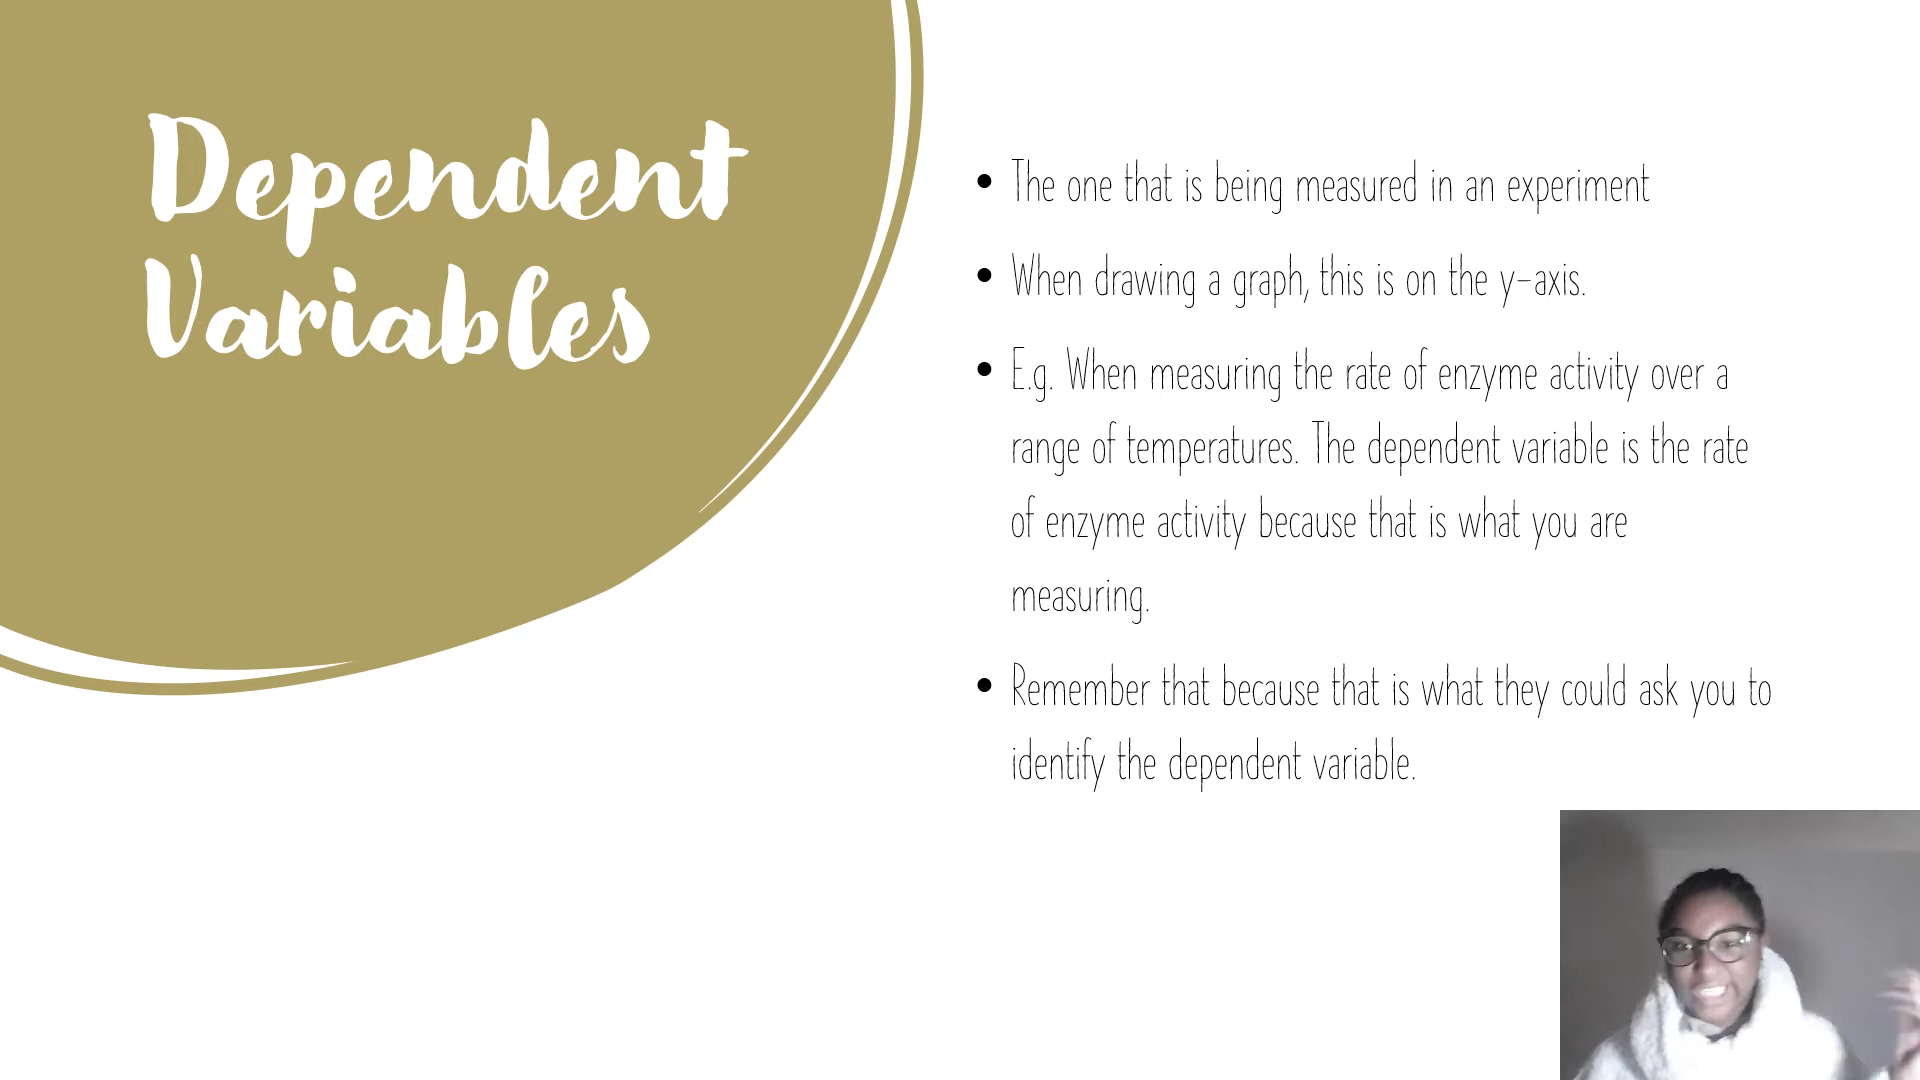 Dependent
Variables
• The one that is being measured in an experiment
• When drawing a graph, this is on the y-axis.
• E.g. When measuring the rate of enzyme activity over a
range of temperatures. The dependent variable is the rate
of enzyme activity because that is what you are
measuring.
• Remember that because that is what they could ask you to
identify the dependent variable.